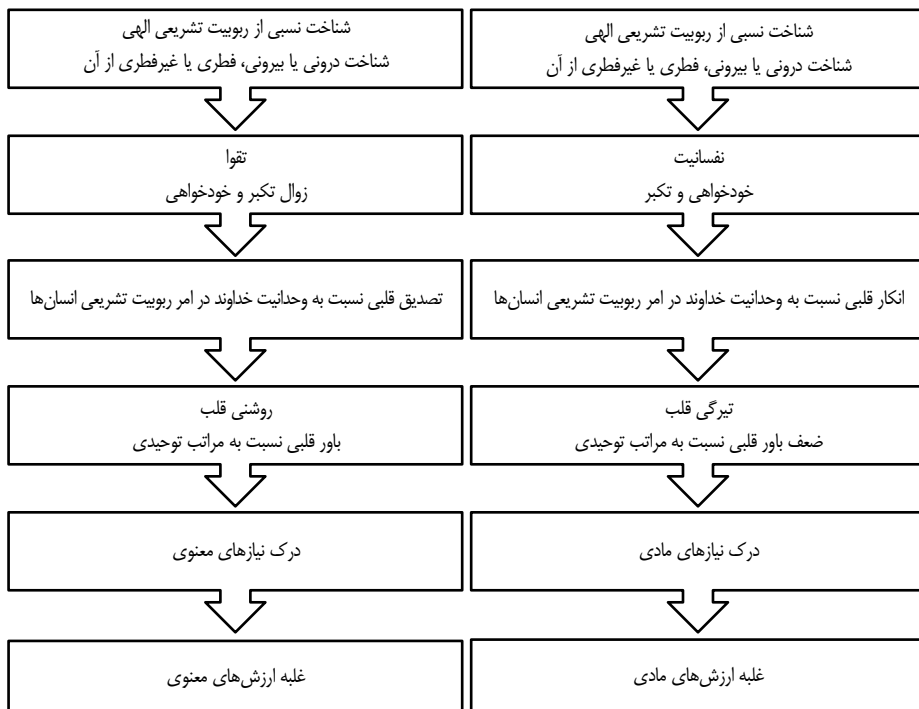 شناخت نسبی از ربوبیت تشریعی الهی
شناخت درونی یا بیرونی، فطری یا غیرفطری از آن
نفسانیت
خودخواهی و تکبر
انکار قلبی نسبت به وحدانیت خداوند در امر ربوبیت تشریعی انسان‌ها
تیرگی قلب
ضعف باور قلبی نسبت به مراتب توحیدی
درک نیازهای مادی
غلبه ارزش‌های مادی
شناخت نسبی از ربوبیت تشریعی الهی
شناخت درونی یا بیرونی، فطری یا غیرفطری از آن
تقوا
زوال تکبر و خودخواهی
تصدیق قلبی نسبت به وحدانیت خداوند در امر ربوبیت تشریعی انسان‌ها
روشنی قلب
باور قلبی نسبت به مراتب توحیدی
درک نیازهای معنوی
غلبه ارزش‌های معنوی